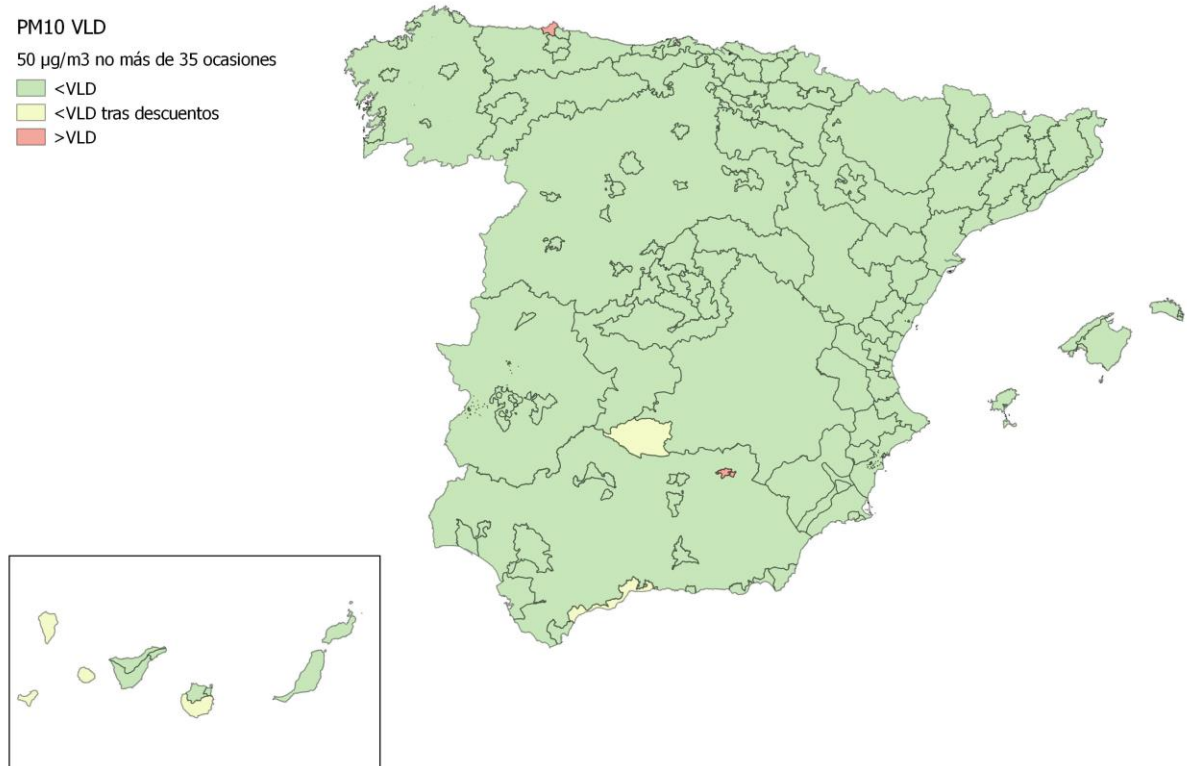 PM10 VLD
50 µg/m3 no más de 35 ocasiones
<VLD
<VLD tras descuentos
>VLD